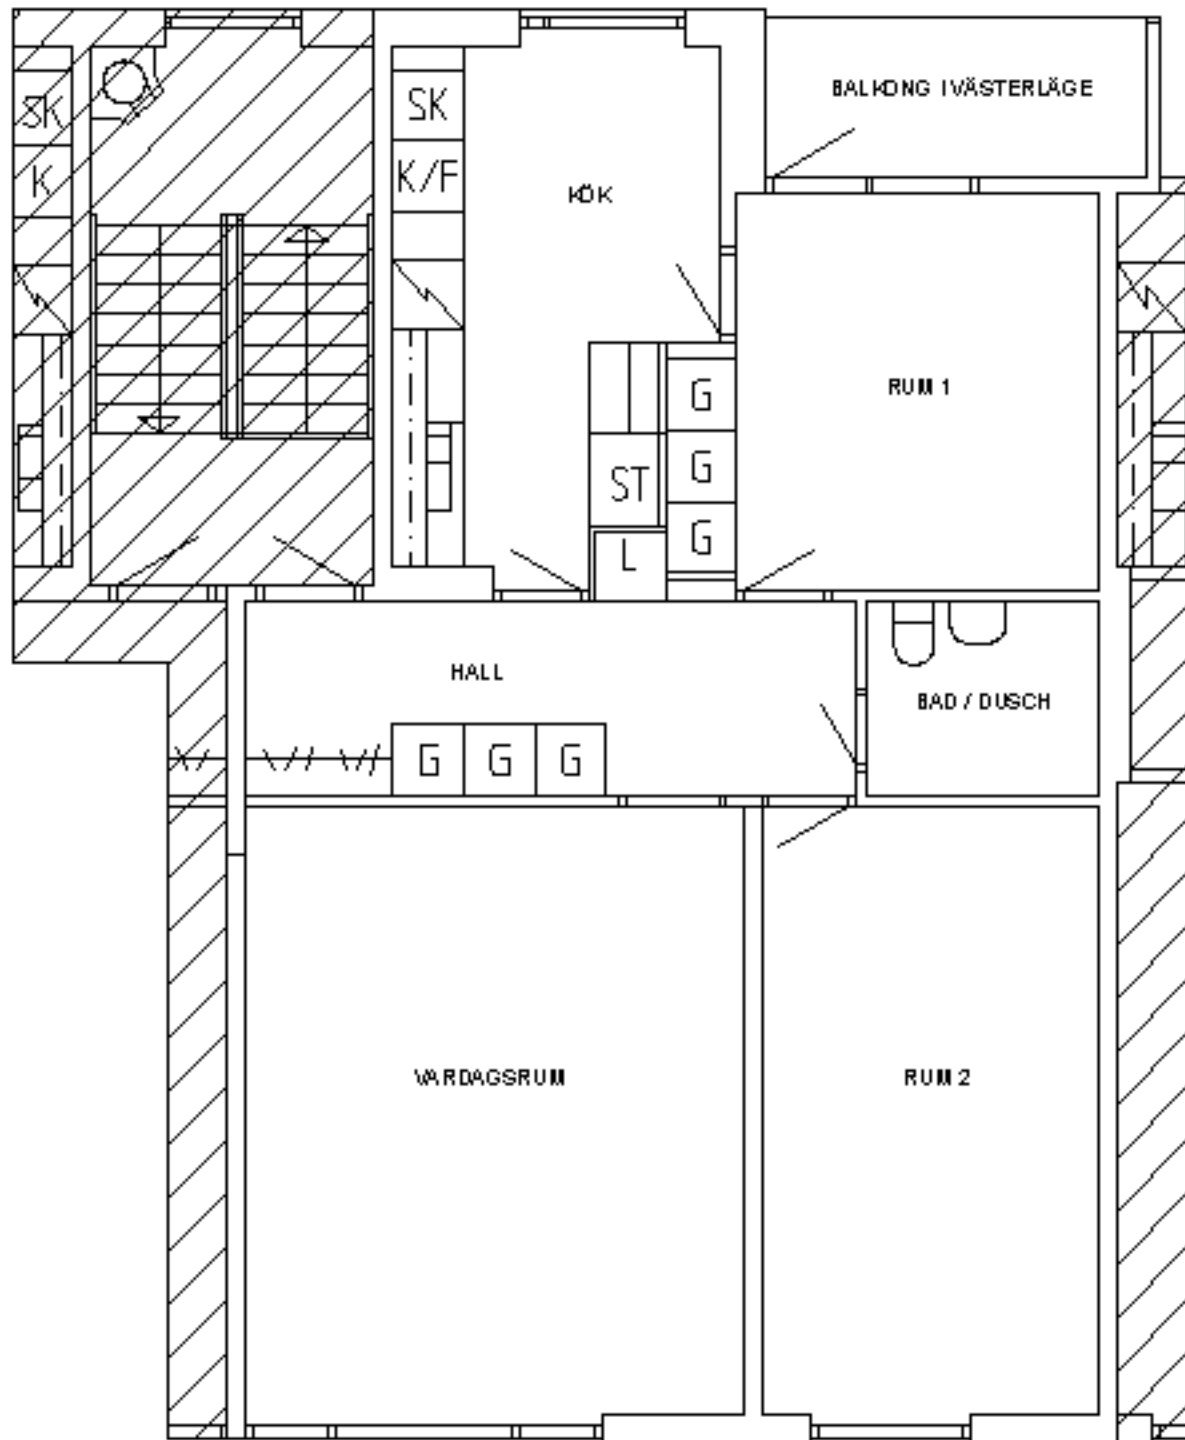 BALKONG I VÄSTERLÄGE
SK
SK
K
K/F
KÖK
RUM 1
G
G
ST
G
L
HALL
BAD / DUSCH
G G G
VARDAGSRUM
RUM 2